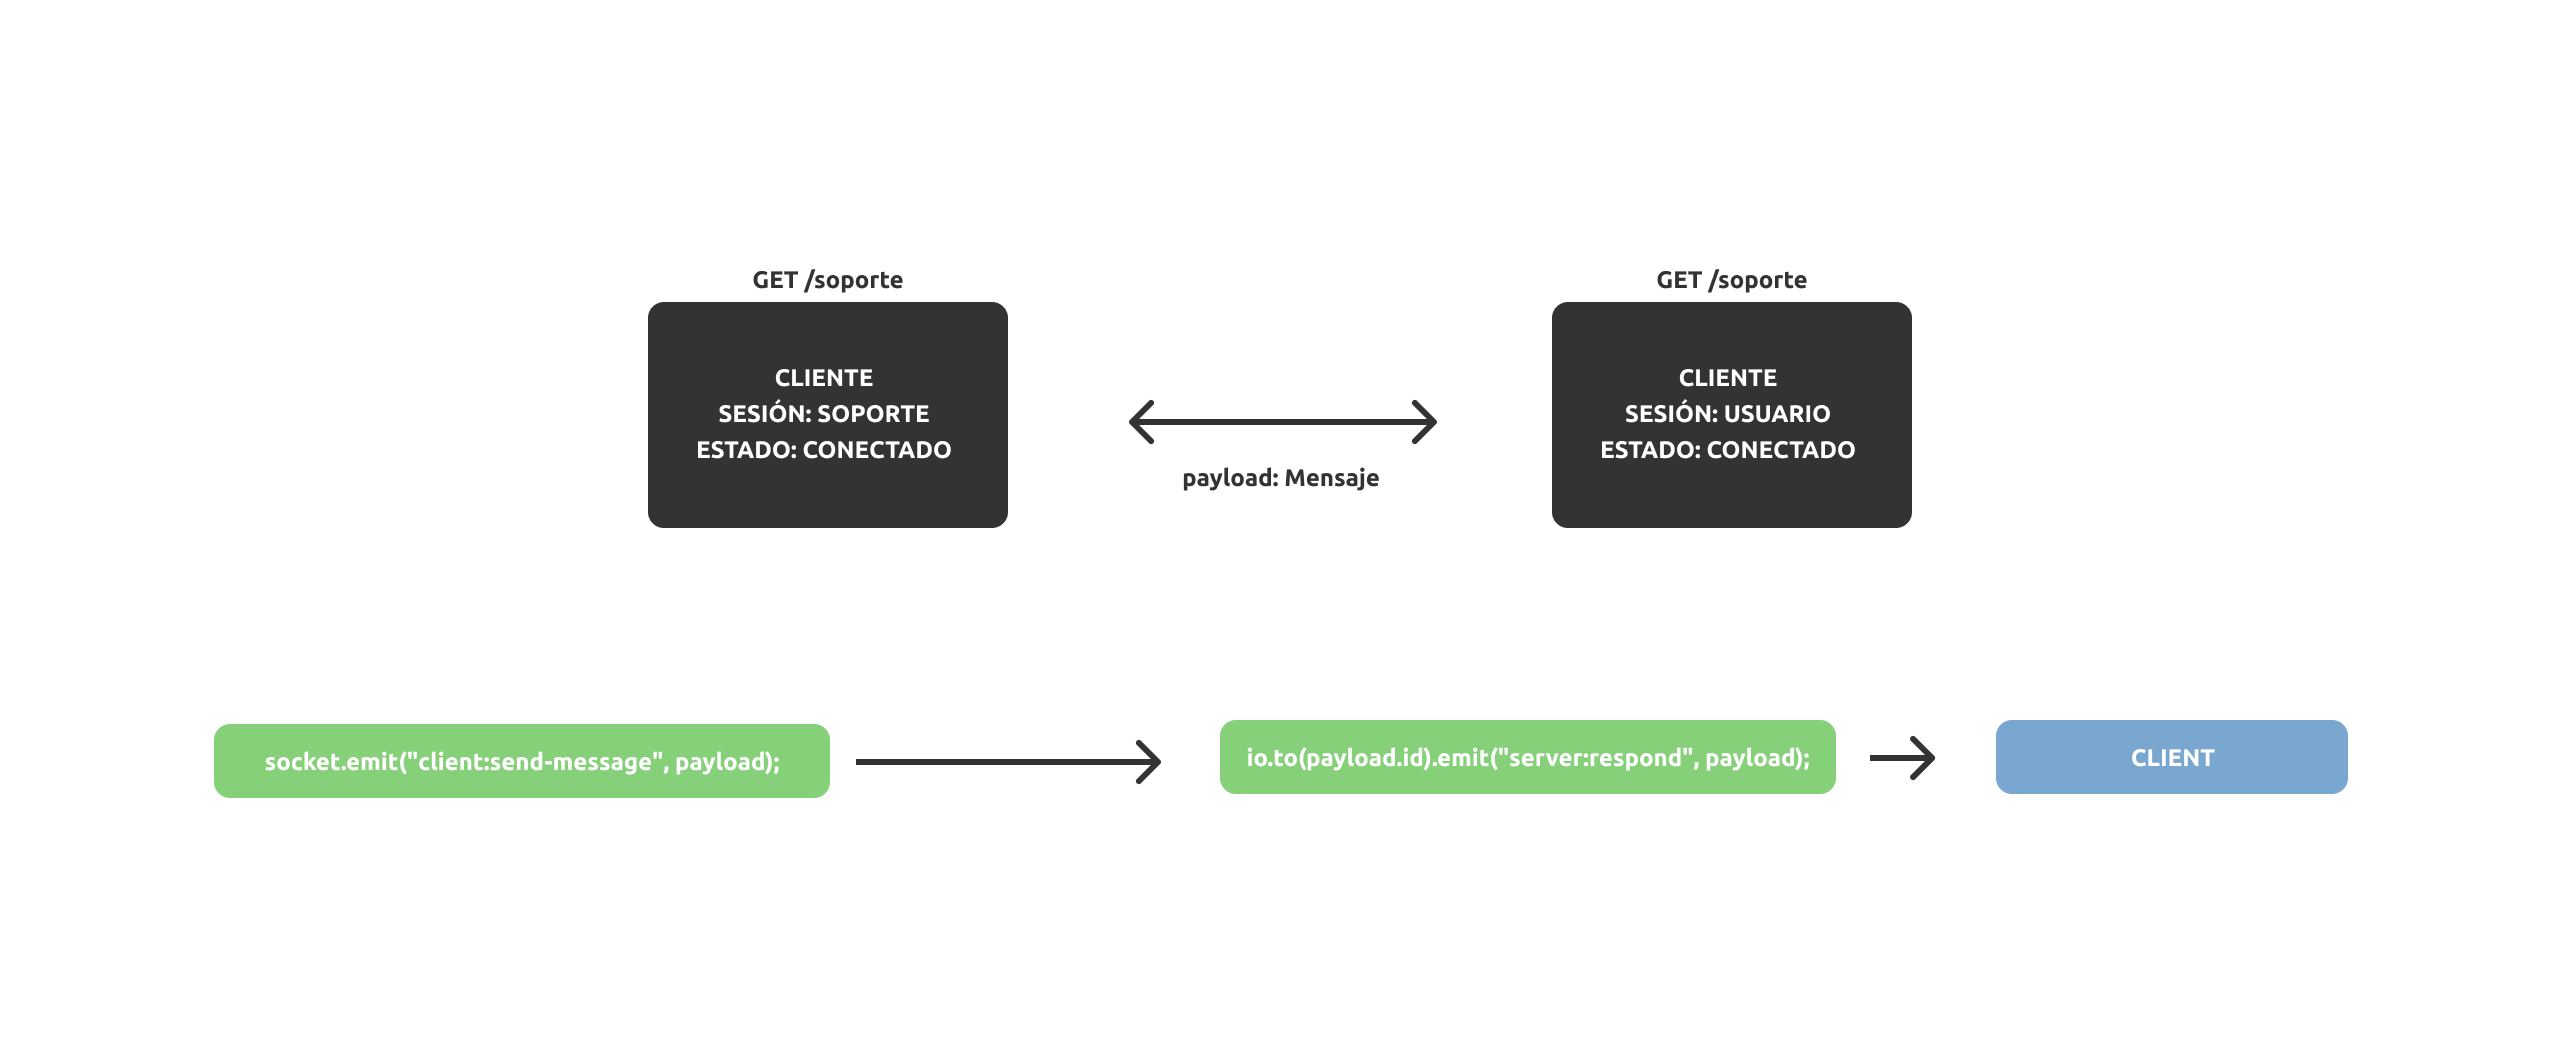 GET /soporte
CLIENTE
SESIÓN: SOPORTE
ESTADO: CONECTADO
payload: Mensaje
GET /soporte
CLIENTE
SESIÓN: USUARIO
ESTADO: CONECTADO
socket.emit("client:send-message", payload);
io.to(payload.id).emit("server:respond", payload);
CLIENT